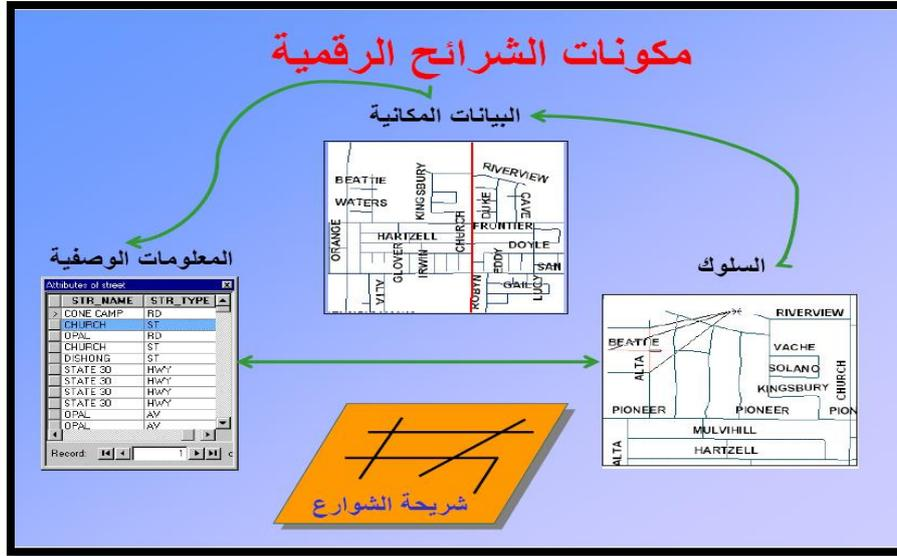 مكونات الشرائح الرقمية
البيانات المكانية
BEATTIE
WATERS
KINGSBURY
RIVERVIEW
DUKE
CAVE
ORANGE
HARTZELL
CHURCH
FRONTIER
DOYLE
GLOVER
IRWIN
EDDY
SAN
ALTA
ROBYN
GAIL
LUCY
المعلومات الوصفية
Attributes of street
STR_NAME STR_TYPE
CONE CAMP RD
CHURCH ST
OPAL RD
CHURCH ST
DISHONG ST
STATE 30 HWY
STATE 30 HWY
STATE 30 HWY
STATE 30 HWY
OPAL AV
OPAL AV
Record: 1
السلوك
RIVERVIEW
BEATTIE
ALTA
VACHE
SOLANO
KINGSBURY
CHURCH
PIONEER PIONEER PION
MULVIHILL
ALTA
HARTZELL
شريحة الشوارع